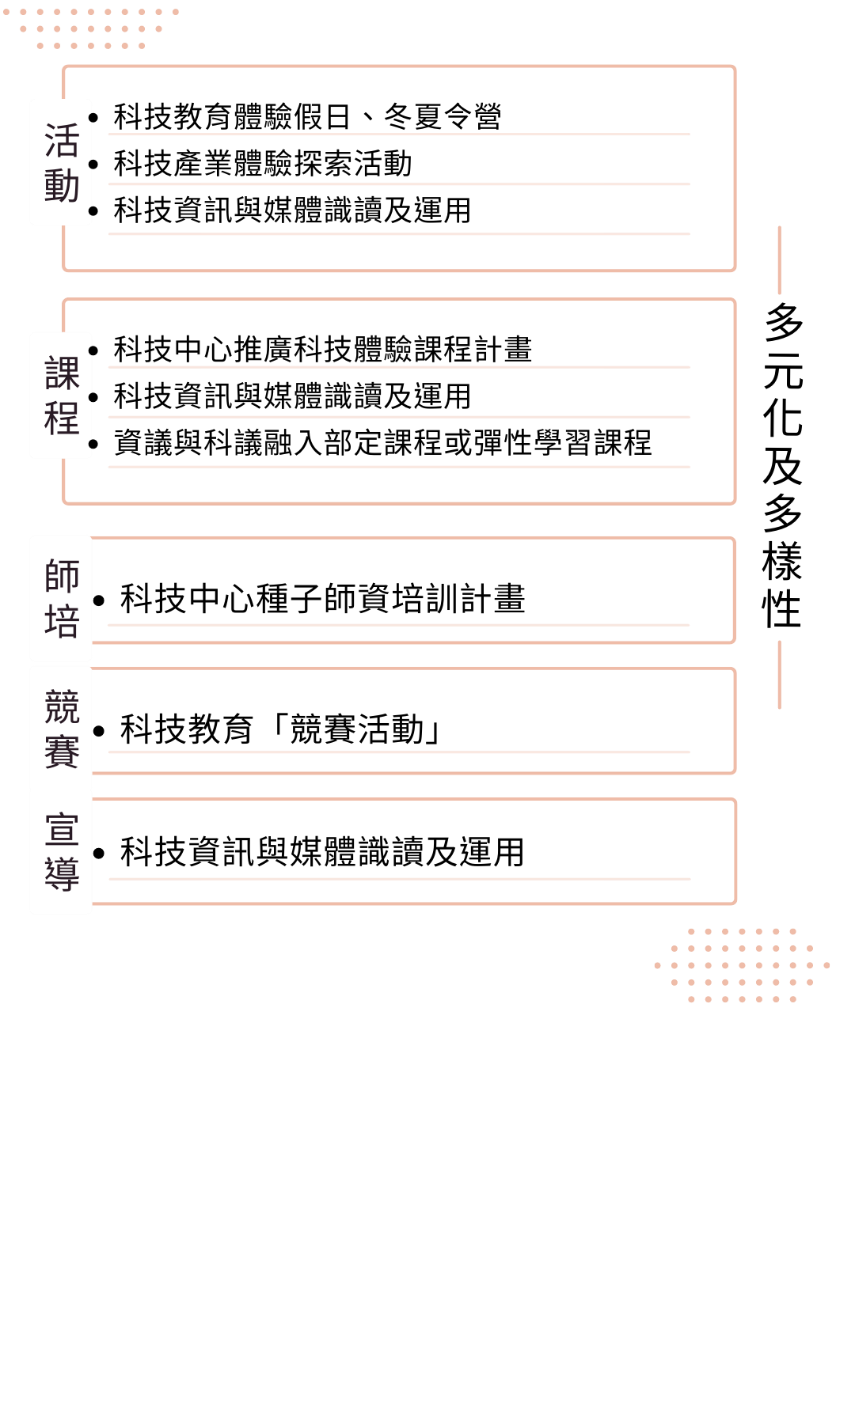 活動
科技教育體驗假日、冬夏令營
科技產業體驗探索活動
科技資訊與媒體識讀及運用
課程
科技中心推廣科技體驗課程計畫
科技資訊與媒體識讀及運用
資議與科議融入部定課程或彈性學習課程
師培
科技中心種子師資培訓計畫
競賽
科技教育「競賽活動」
宣導
科技資訊與媒體識讀及運用
多元化及多樣性